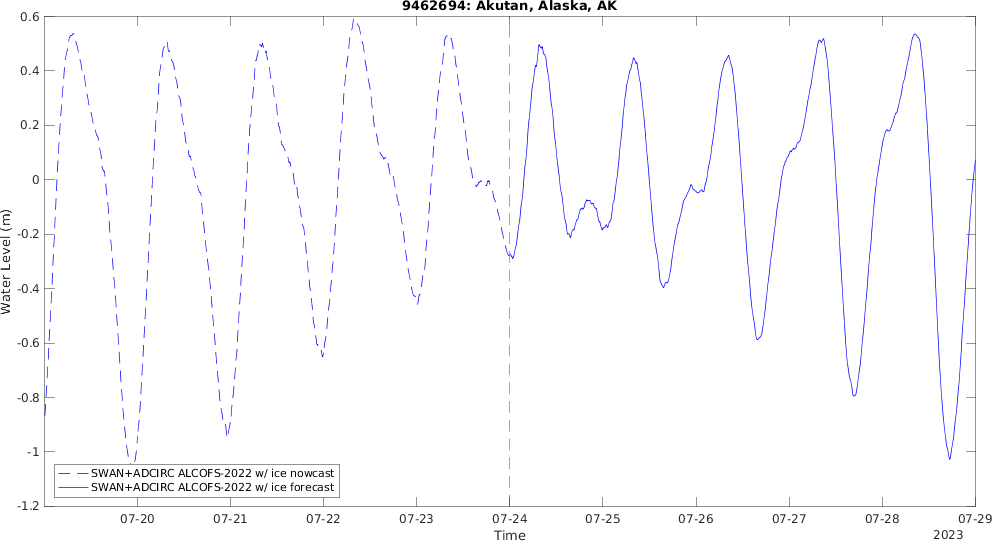 9462694: Akutan, Alaska, AK
0.6
0.4
0.2
0
-0.2
-0.4
-0.6
-0.8
-1
-1.2
Water Level (m)
SWAN+ADCIRC ALCOFS-2022 w/ ice nowcast
SWAN+ADCIRC ALCOFS-2022 w/ ice forecast
07-20 07-21 07-22 07-23 07-24 07-25 07-26 07-27 07-28 07-29
Time
2023